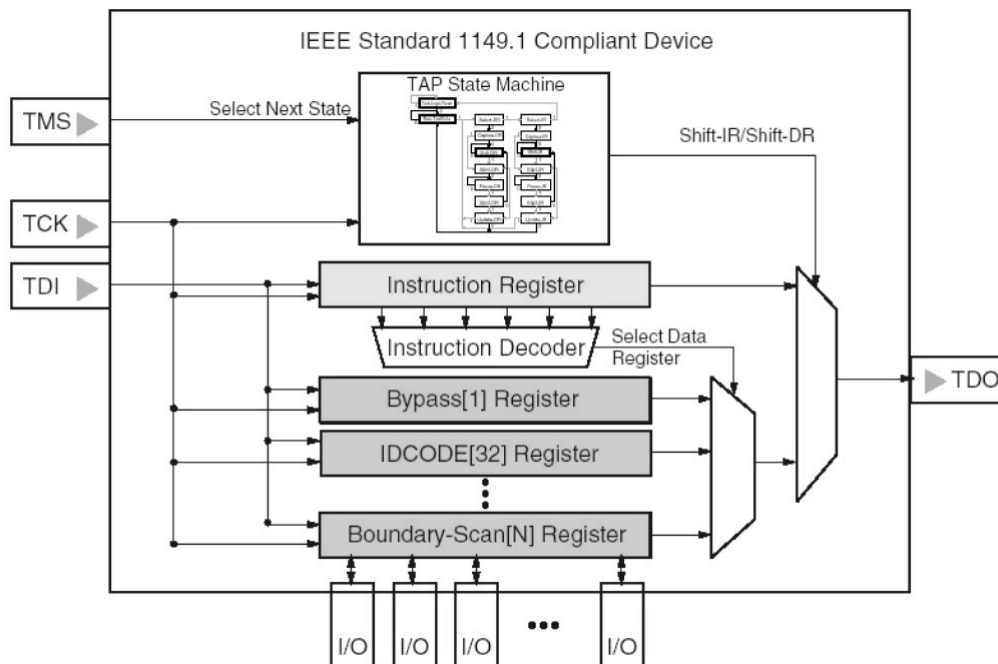 IEEE Standard 1149.1 Compliant Device
TAP State Machine
TMS
Select Next State
Shift-IR/Shift-DR
TCK
TDI
Instruction Register
Instruction Decoder
Select Data
Register
Bypass[1] Register
TDO
IDCODE[32] Register
Boundary-Scan[N] Register
I/O
I/O
I/O
I/O